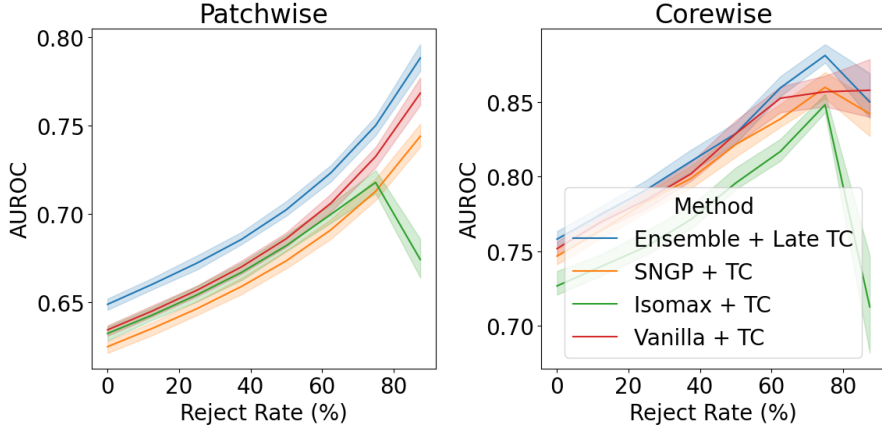 Patchwise
0.80
0.75
0.70
0.65
AUROC
0
20
40
60
80
Reject Rate (%)
Corewise
0.85
0.80
0.75
0.70
AUROC
Method
Ensemble + Late TC
SNGP + TC
Isomax + TC
Vanilla + TC
0
20
40
60
80
Reject Rate (%)